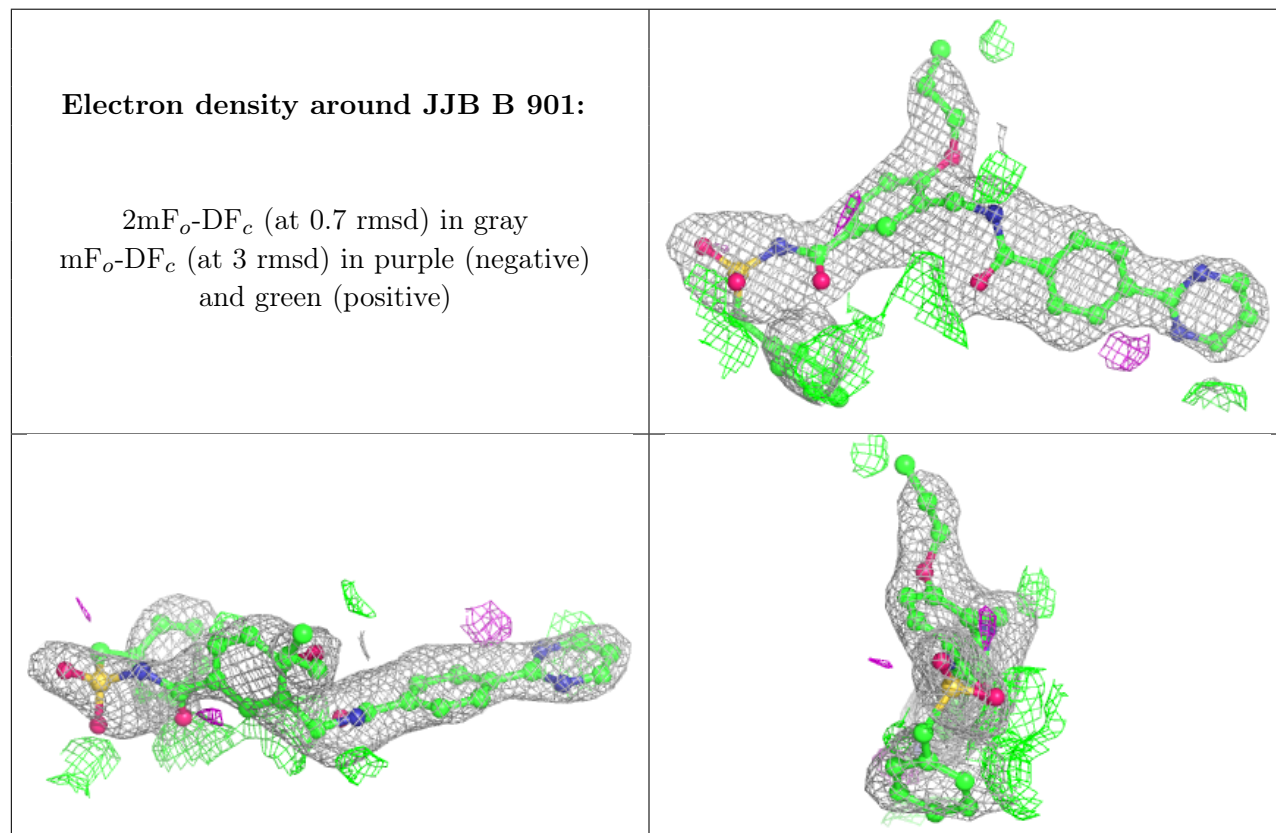 Electron density around JJB B 901:
2mFo-DFc (at 0.7 rmsd) in gray
mFo-DFc (at 3 rmsd) in purple (negative)
and green (positive)